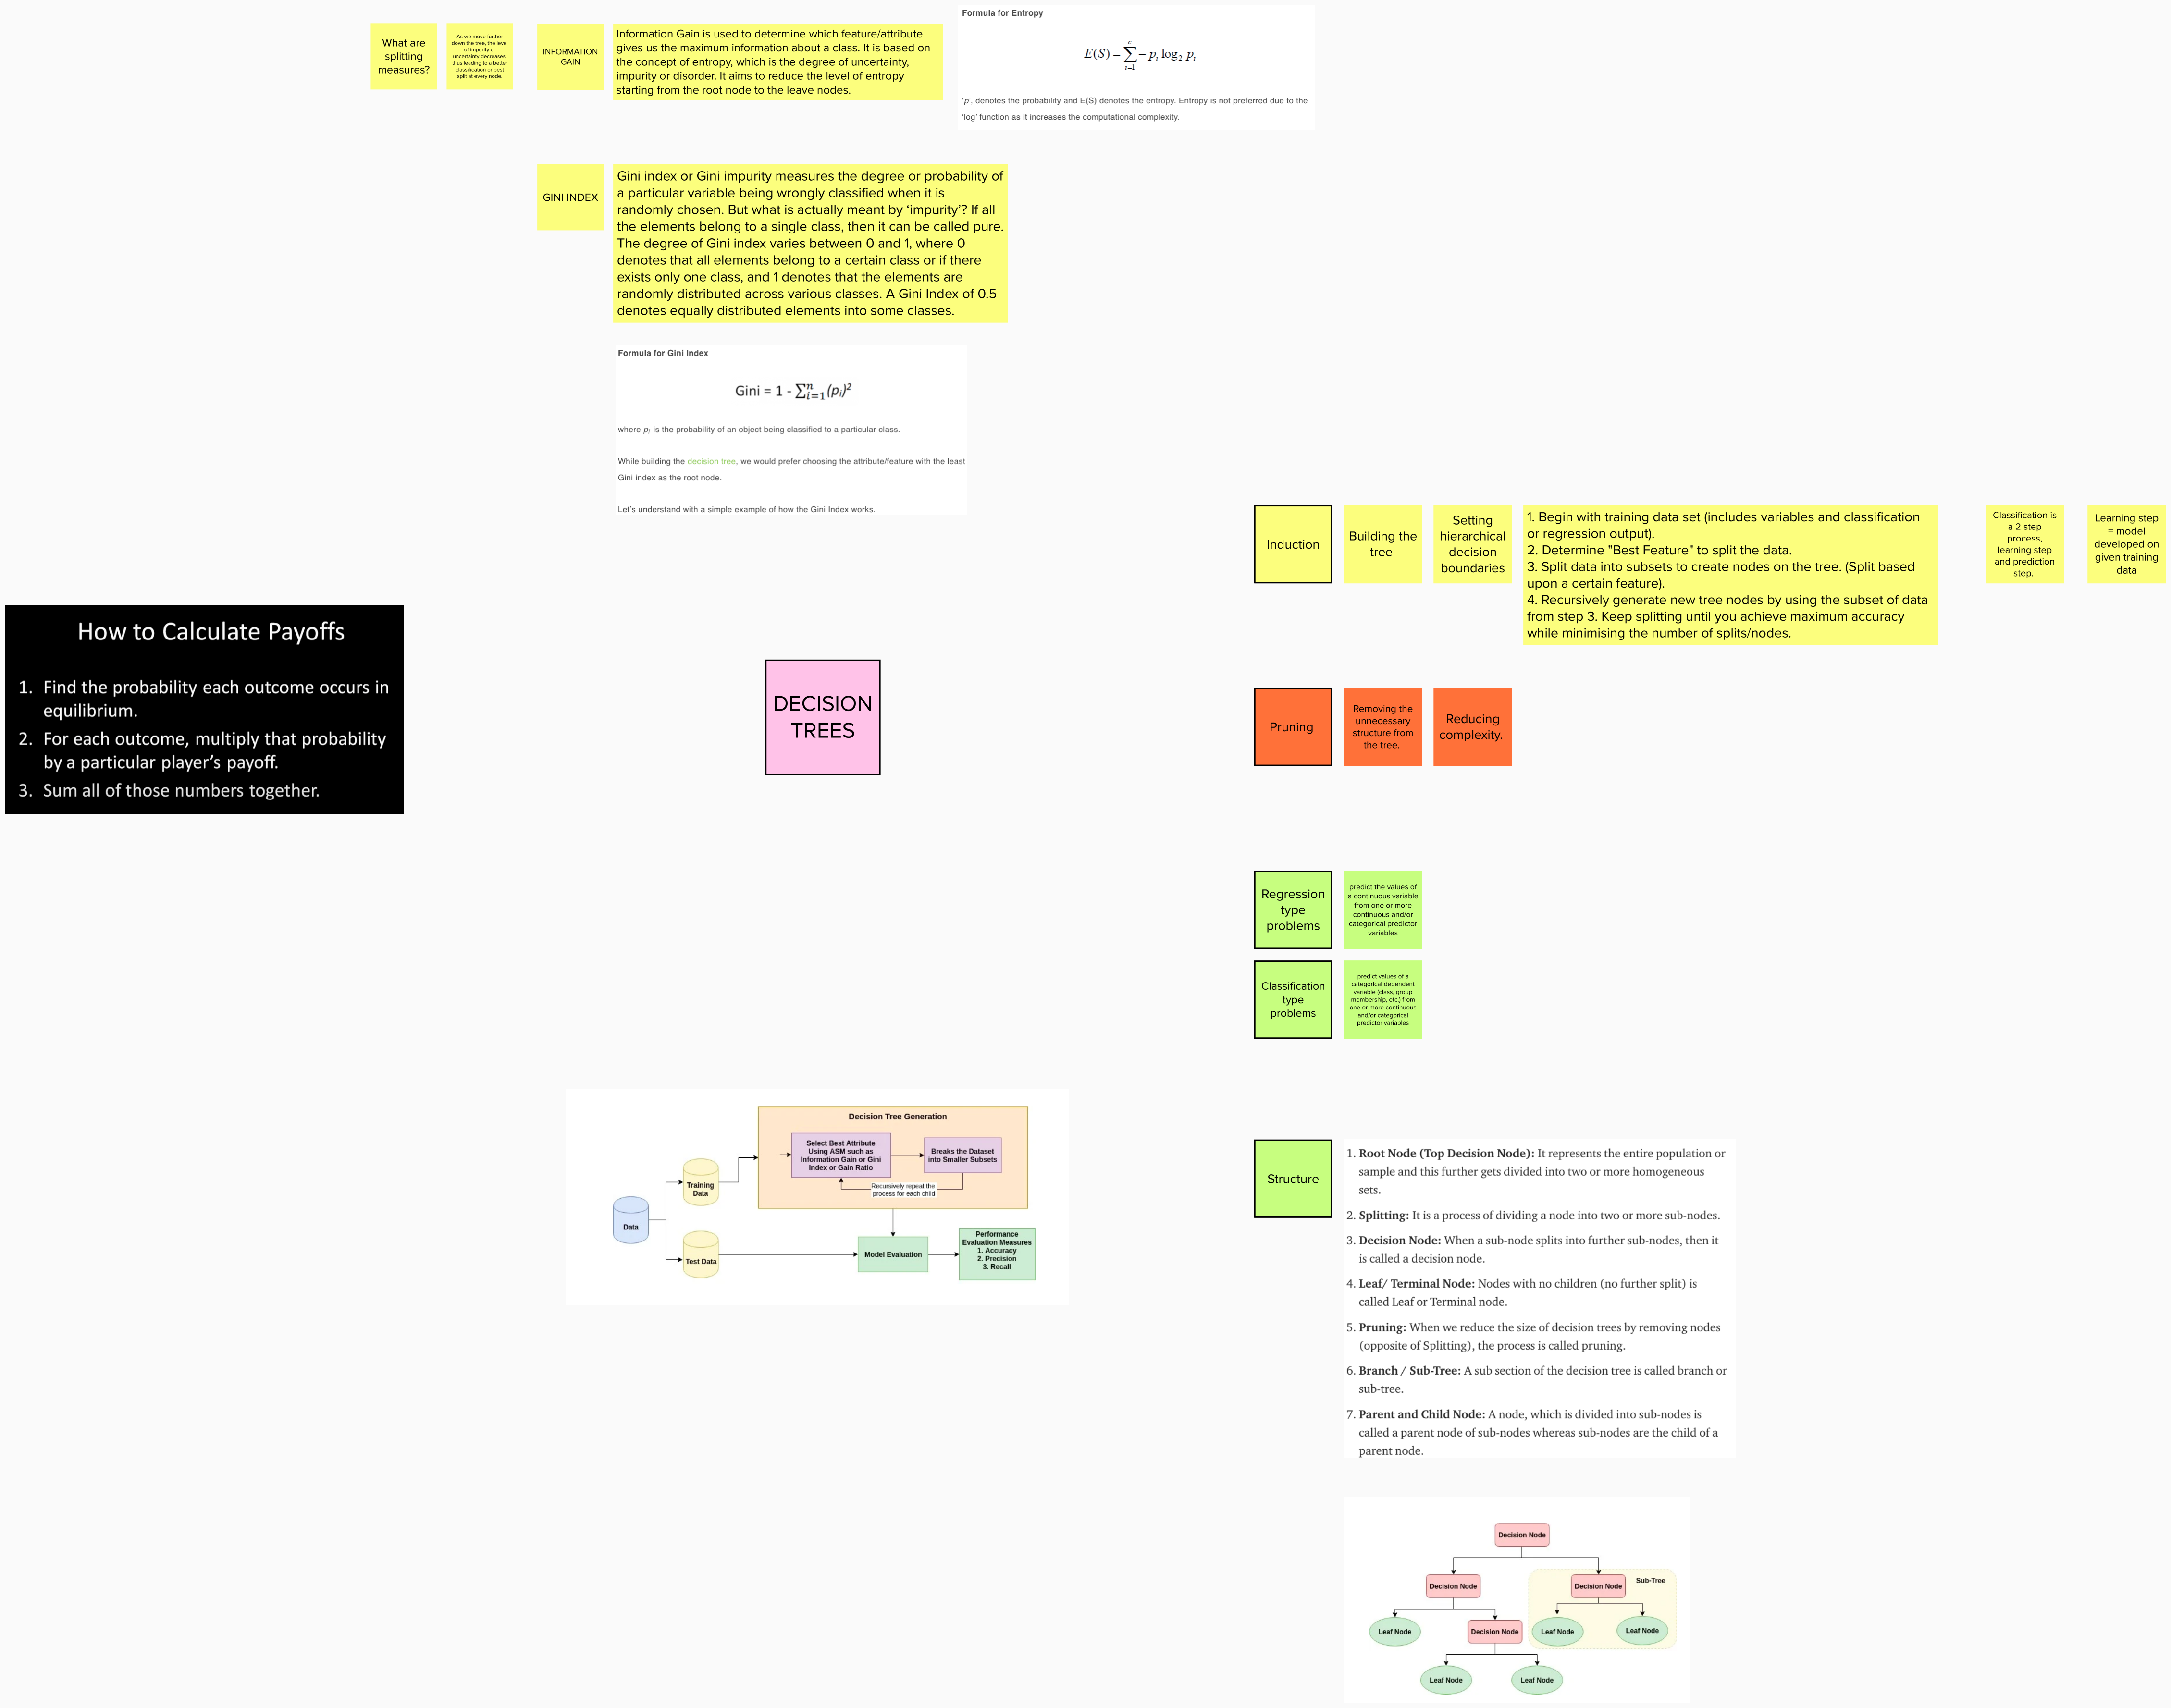 What are
splitting
measures?
As we move further
down the tree, the level
of impurity or
uncertainty decreases,
thus leading to a better
classification or best
split at every node.
INFORMATION
GAIN
Information Gain is used to determine which feature/attribute
gives us the maximum information about a class. It is based on
the concept of entropy, which is the degree of uncertainty,
impurity or disorder. It aims to reduce the level of entropy
starting from the root node to the leave nodes.
Formula for Entropy
E(S) = ∑_{i=1}^{c} − p_i log_2 p_i
'p', denotes the probability and E(S) denotes the entropy. Entropy is not preferred due to the
'log' function as it increases the computational complexity.
GINI INDEX
Gini index or Gini impurity measures the degree or probability of
a particular variable being wrongly classified when it is
randomly chosen. But what is actually meant by 'impurity'? If all
the elements belong to a single class, then it can be called pure.
The degree of Gini index varies between 0 and 1, where 0
denotes that all elements belong to a certain class or if there
exists only one class, and 1 denotes that the elements are
randomly distributed across various classes. A Gini Index of 0.5
denotes equally distributed elements into some classes.
Formula for Gini Index
Gini = 1 - ∑_{i=1}^{n} (p_i)^2
where p_i is the probability of an object being classified to a particular class.
While building the decision tree, we would prefer choosing the attribute/feature with the least
Gini index as the root node.
Let's understand with a simple example of how the Gini Index works.
Induction
Building the
tree
Setting
hierarchical
decision
boundaries
1. Begin with training data set (includes variables and classification
or regression output).
2. Determine "Best Feature" to split the data.
3. Split data into subsets to create nodes on the tree. (Split based
upon a certain feature).
4. Recursively generate new tree nodes by using the subset of data
from step 3. Keep splitting until you achieve maximum accuracy
while minimising the number of splits/nodes.
Classification is
a 2 step
process,
learning step
and prediction
step.
Learning step
= model
developed on
given training
data
How to Calculate Payoffs
1. Find the probability each outcome occurs in
equilibrium.
2. For each outcome, multiply that probability
by a particular player's payoff.
3. Sum all of those numbers together.
DECISION
TREES
Pruning
Removing the
unnecessary
structure from
the tree.
Reducing
complexity.
Regression
type
problems
predict the values of
a continuous variable
from one or more
continuous and/or
categorical predictor
variables
Classification
type
problems
predict values of a
categorical dependent
variable (class, group
membership, etc.) from
one or more continuous
and/or categorical
predictor variables
Decision Tree Generation
Select Best Attribute
Using ASM such as
Information Gain or Gini
Index or Gain Ratio
Breaks the Dataset
into Smaller Subsets
Recursively repeat the
process for each child
Training
Data
Data
Test Data
Model Evaluation
Performance
Evaluation Measures
1. Accuracy
2. Precision
3. Recall
Structure
1. Root Node (Top Decision Node): It represents the entire population or
sample and this further gets divided into two or more homogeneous
sets.
2. Splitting: It is a process of dividing a node into two or more sub-nodes.
3. Decision Node: When a sub-node splits into further sub-nodes, then it
is called a decision node.
4. Leaf/ Terminal Node: Nodes with no children (no further split) is
called Leaf or Terminal node.
5. Pruning: When we reduce the size of decision trees by removing nodes
(opposite of Splitting), the process is called pruning.
6. Branch / Sub-Tree: A sub section of the decision tree is called branch or
sub-tree.
7. Parent and Child Node: A node, which is divided into sub-nodes is
called a parent node of sub-nodes whereas sub-nodes are the child of a
parent node.
Decision Node
Decision Node
Decision Node
Sub-Tree
Leaf Node
Decision Node
Leaf Node
Leaf Node
Leaf Node
Leaf Node